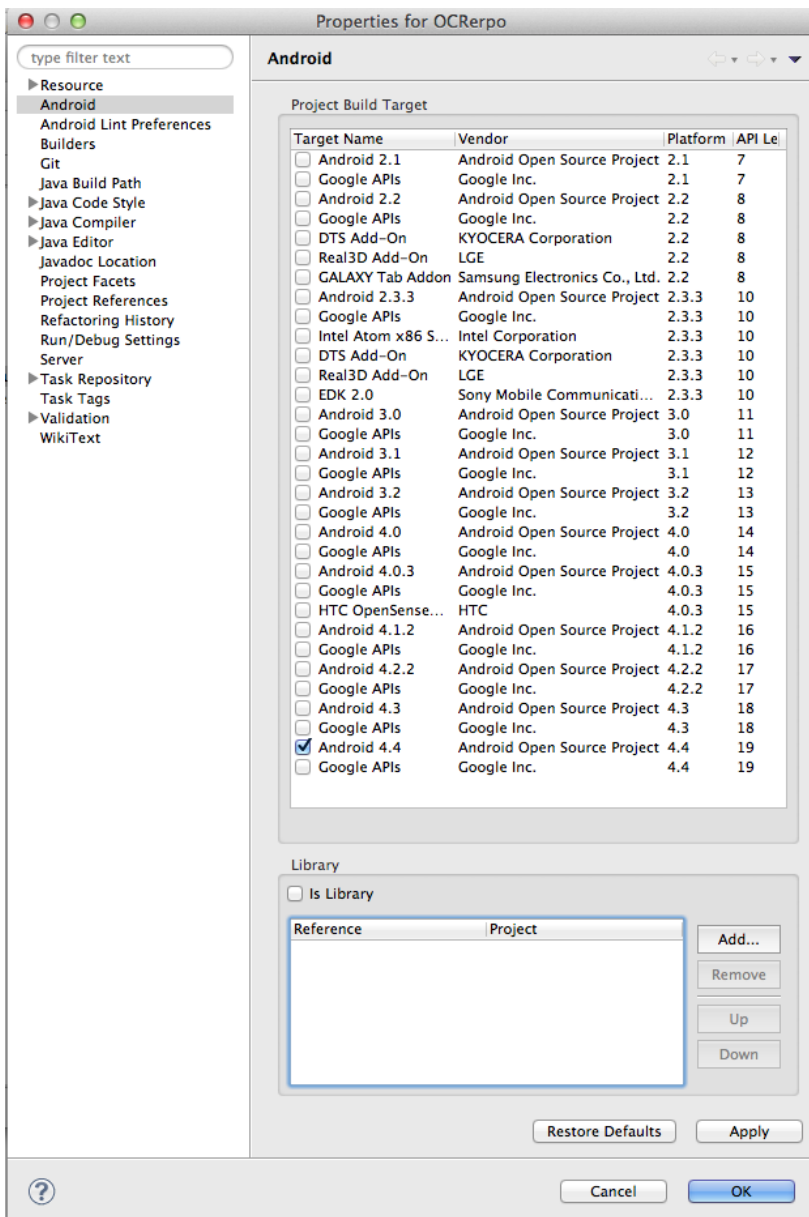 Properties for OCRerpo
type filter text
Resource
Android
Android Lint Preferences
Builders
Git
Java Build Path
Java Code Style
Java Compiler
Java Editor
Javadoc Location
Project Facets
Project References
Refactoring History
Run/Debug Settings
Server
Task Repository
Task Tags
Validation
WikiText
Android
Project Build Target
Target Name Vendor Platform API Le
Android 2.1 Android Open Source Project 2.1 7
Google APIs Google Inc. 2.1 7
Android 2.2 Android Open Source Project 2.2 8
Google APIs Google Inc. 2.2 8
DTS Add-On KYOCERA Corporation 2.2 8
Real3D Add-On LGE 2.2 8
GALAXY Tab Addon Samsung Electronics Co., Ltd. 2.2 8
Android 2.3.3 Android Open Source Project 2.3.3 10
Google APIs Google Inc. 2.3.3 10
Intel Atom x86 S... Intel Corporation 2.3.3 10
DTS Add-On KYOCERA Corporation 2.3.3 10
Real3D Add-On LGE 2.3.3 10
EDK 2.0 Sony Mobile Communicati... 2.3.3 10
Android 3.0 Android Open Source Project 3.0 11
Google APIs Google Inc. 3.0 11
Android 3.1 Android Open Source Project 3.1 12
Google APIs Google Inc. 3.1 12
Android 3.2 Android Open Source Project 3.2 13
Google APIs Google Inc. 3.2 13
Android 4.0 Android Open Source Project 4.0 14
Google APIs Google Inc. 4.0 14
Android 4.0.3 Android Open Source Project 4.0.3 15
Google APIs Google Inc. 4.0.3 15
HTC OpenSense... HTC 4.0.3 15
Android 4.1.2 Android Open Source Project 4.1.2 16
Google APIs Google Inc. 4.1.2 16
Android 4.2.2 Android Open Source Project 4.2.2 17
Google APIs Google Inc. 4.2.2 17
Android 4.3 Android Open Source Project 4.3 18
Google APIs Google Inc. 4.3 18
Android 4.4 Android Open Source Project 4.4 19
Google APIs Google Inc. 4.4 19
Library
Is Library
Reference Project
Add...
Remove
Up
Down
Restore Defaults Apply
? Cancel OK